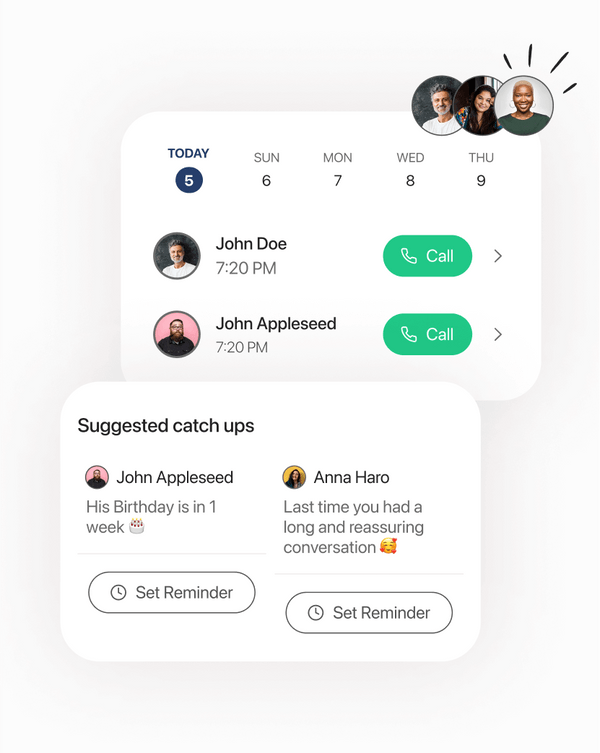 TODAY SUN MON WED THU
5 6 7 8 9
John Doe
7:20 PM
Call
John Appleseed
7:20 PM
Call
Suggested catch ups
John Appleseed
His Birthday is in 1
week 🎂
Set Reminder
Anna Haro
Last time you had a
long and reassuring
conversation 🥰
Set Reminder